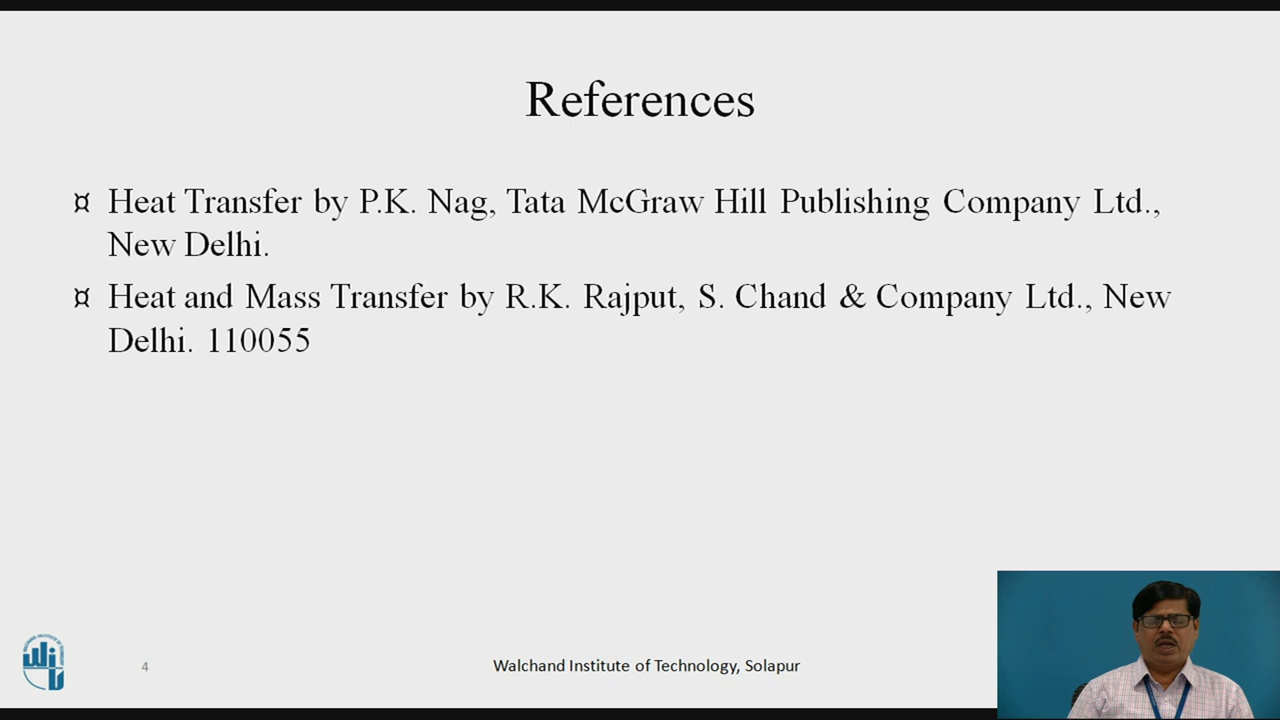 References
¤ Heat Transfer by P.K. Nag, Tata McGraw Hill Publishing Company Ltd.,
New Delhi.
¤ Heat and Mass Transfer by R.K. Rajput, S. Chand & Company Ltd., New
Delhi. 110055
4
Walchand Institute of Technology, Solapur